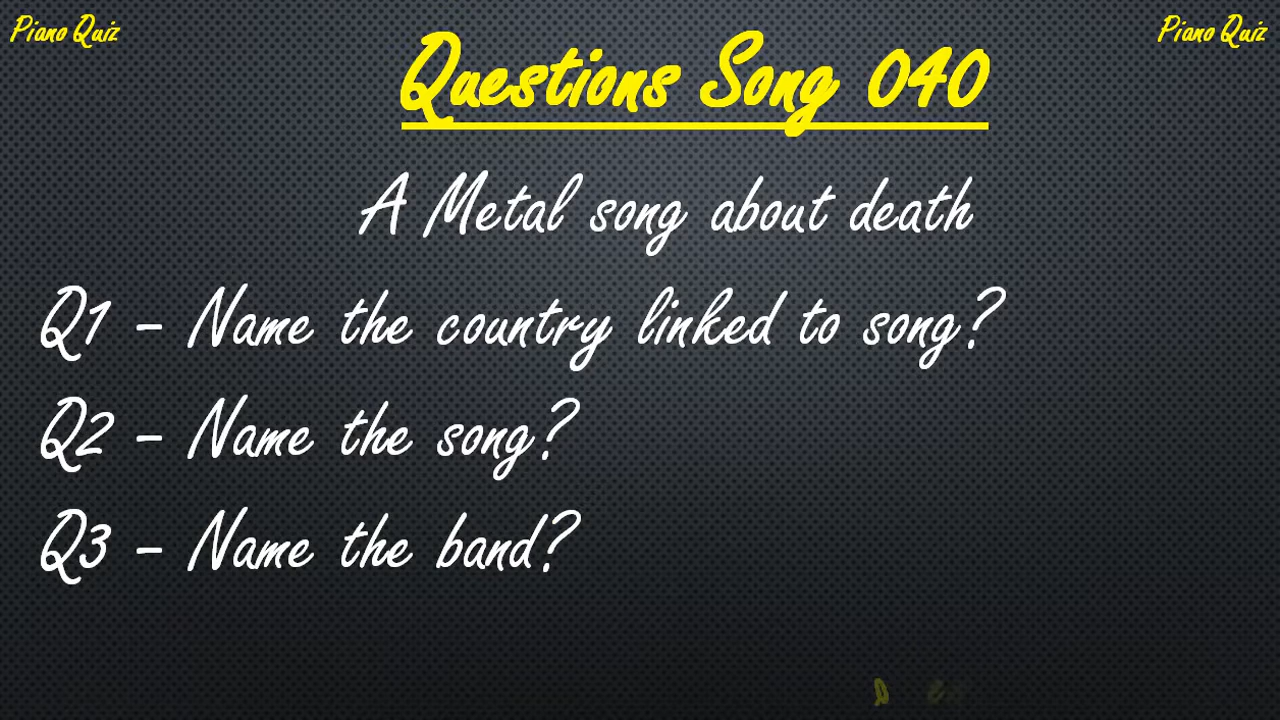 Piano Quiz
Piano Quiz
Questions Song 040
A Metal song about death
Q1 - Name the country linked to song?
Q2 - Name the song?
Q3 - Name the band?